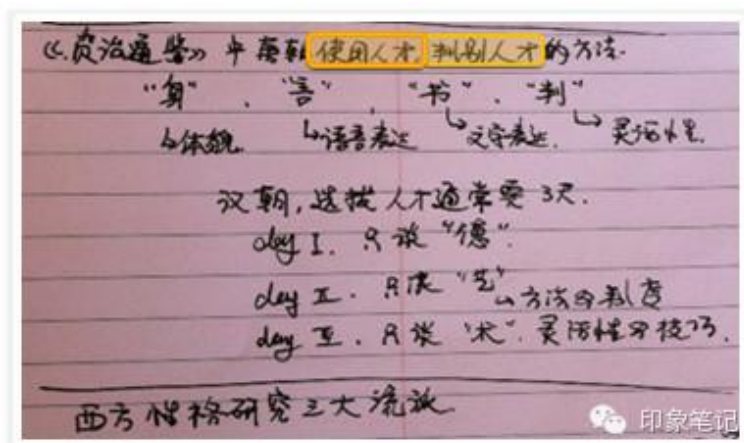 《资治通鉴》中唐朝使用人才,判别人才的方法.
"身"、"言"、"书"、"判"
↳体貌. ↳语言表达 ↳文字表达. ↳灵活性.
汉朝,选拔人才通常要3天.
day I. 只谈"德".
day II. 只谈"艺" ↳方法与制度
day III. 只谈"术". 灵活性与技巧.
西方性格研究三大流派
印象笔记